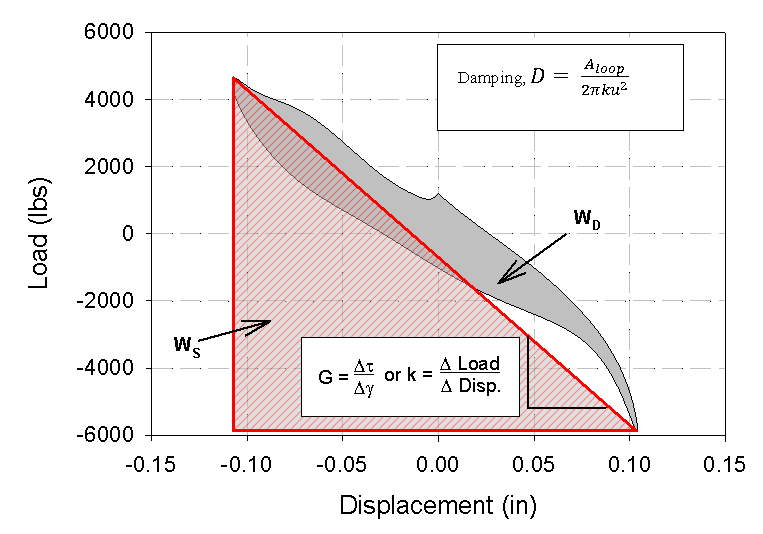 6000
4000
2000
0
-2000
-4000
-6000
Load (lbs)
Damping, D = A_loop / 2πku²
W_D
W_S
G = Δτ / Δγ or k = Δ Load / Δ Disp.
-0.15 -0.10 -0.05 0.00 0.05 0.10 0.15
Displacement (in)